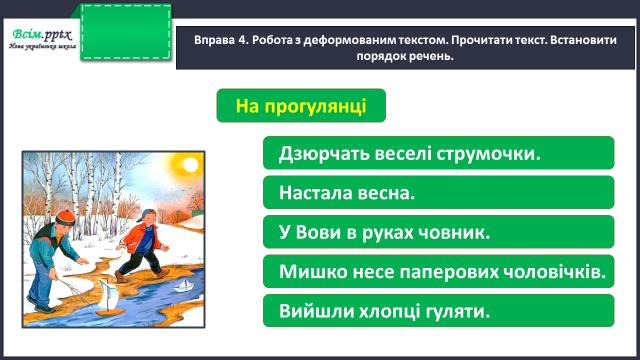 Всім.pptx
Нова українська школа
Вправа 4. Робота з деформованим текстом. Прочитати текст. Встановити
порядок речень.
На прогулянці
Дзюрчать веселі струмочки.
Настала весна.
У Вови в руках човник.
Мишко несе паперових чоловічків.
Вийшли хлопці гуляти.